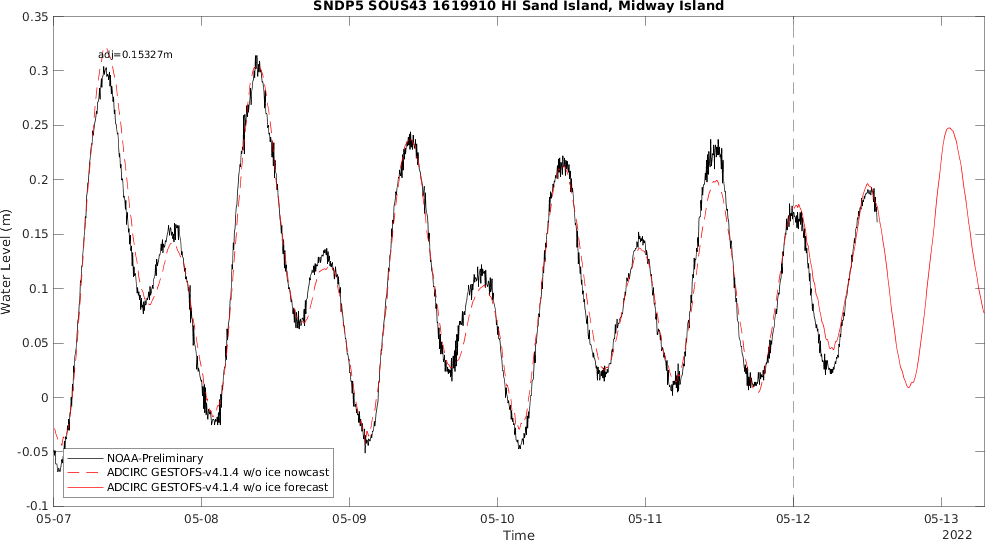 SNDP5 SOUS43 1619910 HI Sand Island, Midway Island
adj=0.15327m
0.35
0.3
0.25
0.2
0.15
0.1
0.05
0
-0.05
-0.1
Water Level (m)
NOAA-Preliminary
ADCIRC GESTOFS-v4.1.4 w/o ice nowcast
ADCIRC GESTOFS-v4.1.4 w/o ice forecast
05-07 05-08 05-09 05-10 05-11 05-12 05-13
Time 2022